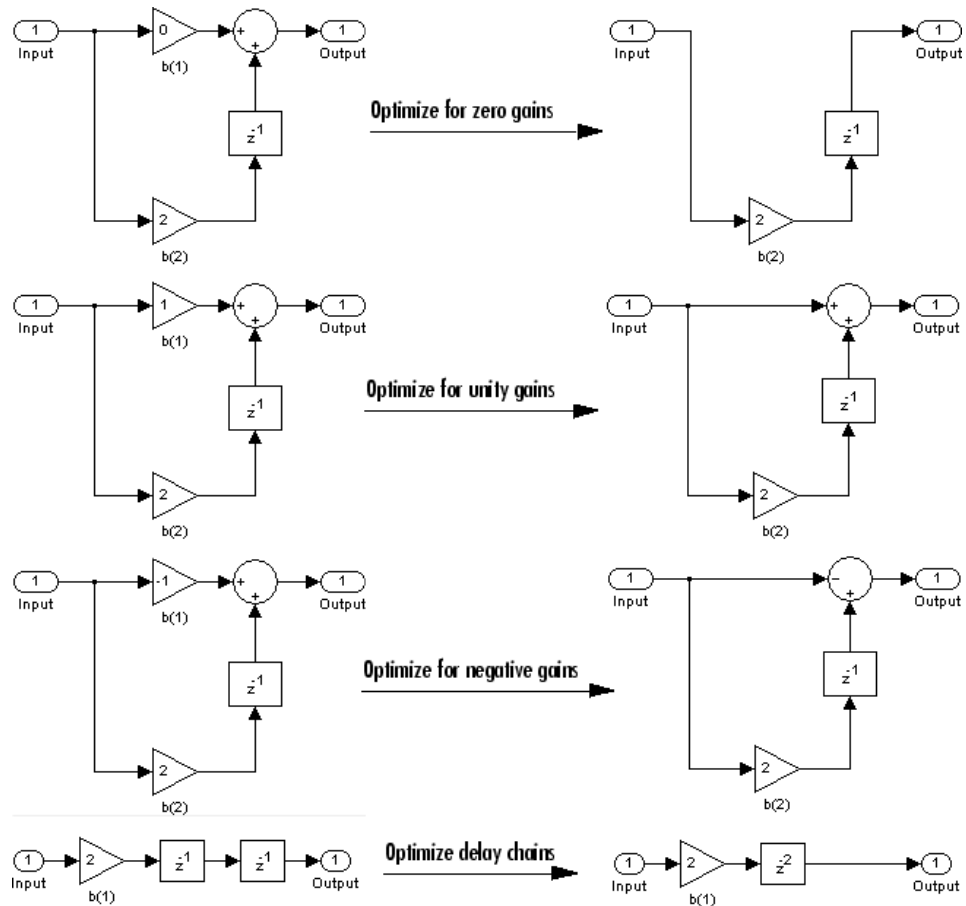 1 0 + 1
Input b(1) + Output
z-1
2
b(2)
Optimize for zero gains
1 1
Input Output
z-1
2
b(2)
1 1 + 1
Input b(1) + Output
z-1
2
b(2)
Optimize for unity gains
1 + 1
Input + Output
z-1
2
b(2)
1 -1 + 1
Input b(1) + Output
z-1
2
b(2)
Optimize for negative gains
1 − 1
Input + Output
z-1
2
b(2)
1 2 z-1 z-1 1
Input b(1) Output
Optimize delay chains
1 2 z-2 1
Input b(1) Output